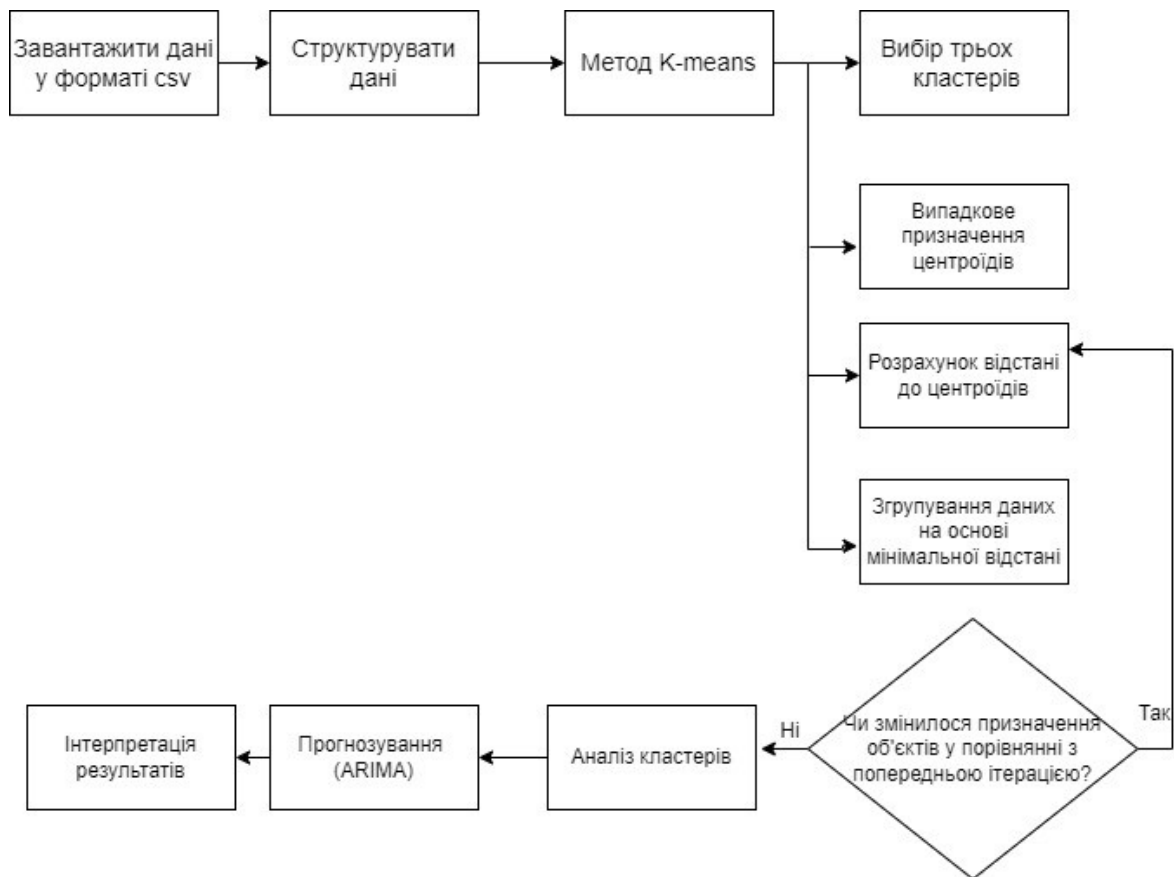 Завантажити дані
у форматі csv
Структурувати
дані
Метод K-means
Вибір трьох
кластерів
Випадкове
призначення
центроїдів
Розрахунок відстані
до центроїдів
Згрупування даних
на основі
мінімальної відстані
Чи змінилося призначення
об'єктів у порівнянні з
попередньою ітерацією?
Так
Ні
Аналіз кластерів
Прогнозування
(ARIMA)
Інтерпретація
результатів